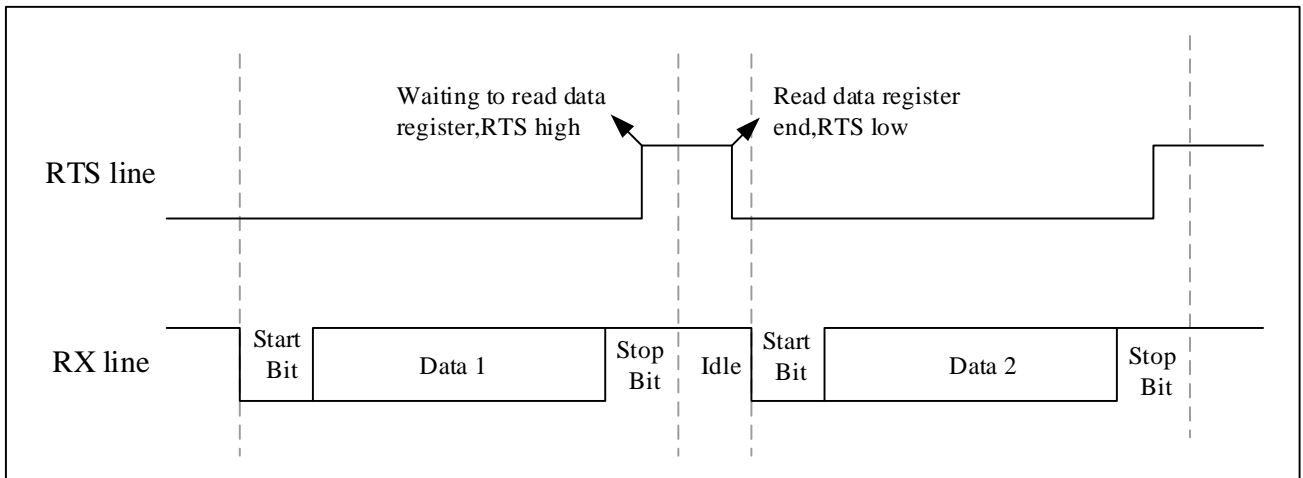 Waiting to read data
register,RTS high
Read data register
end,RTS low
RTS line
RX line
Start
Bit
Data 1
Stop
Bit
Idle
Start
Bit
Data 2
Stop
Bit